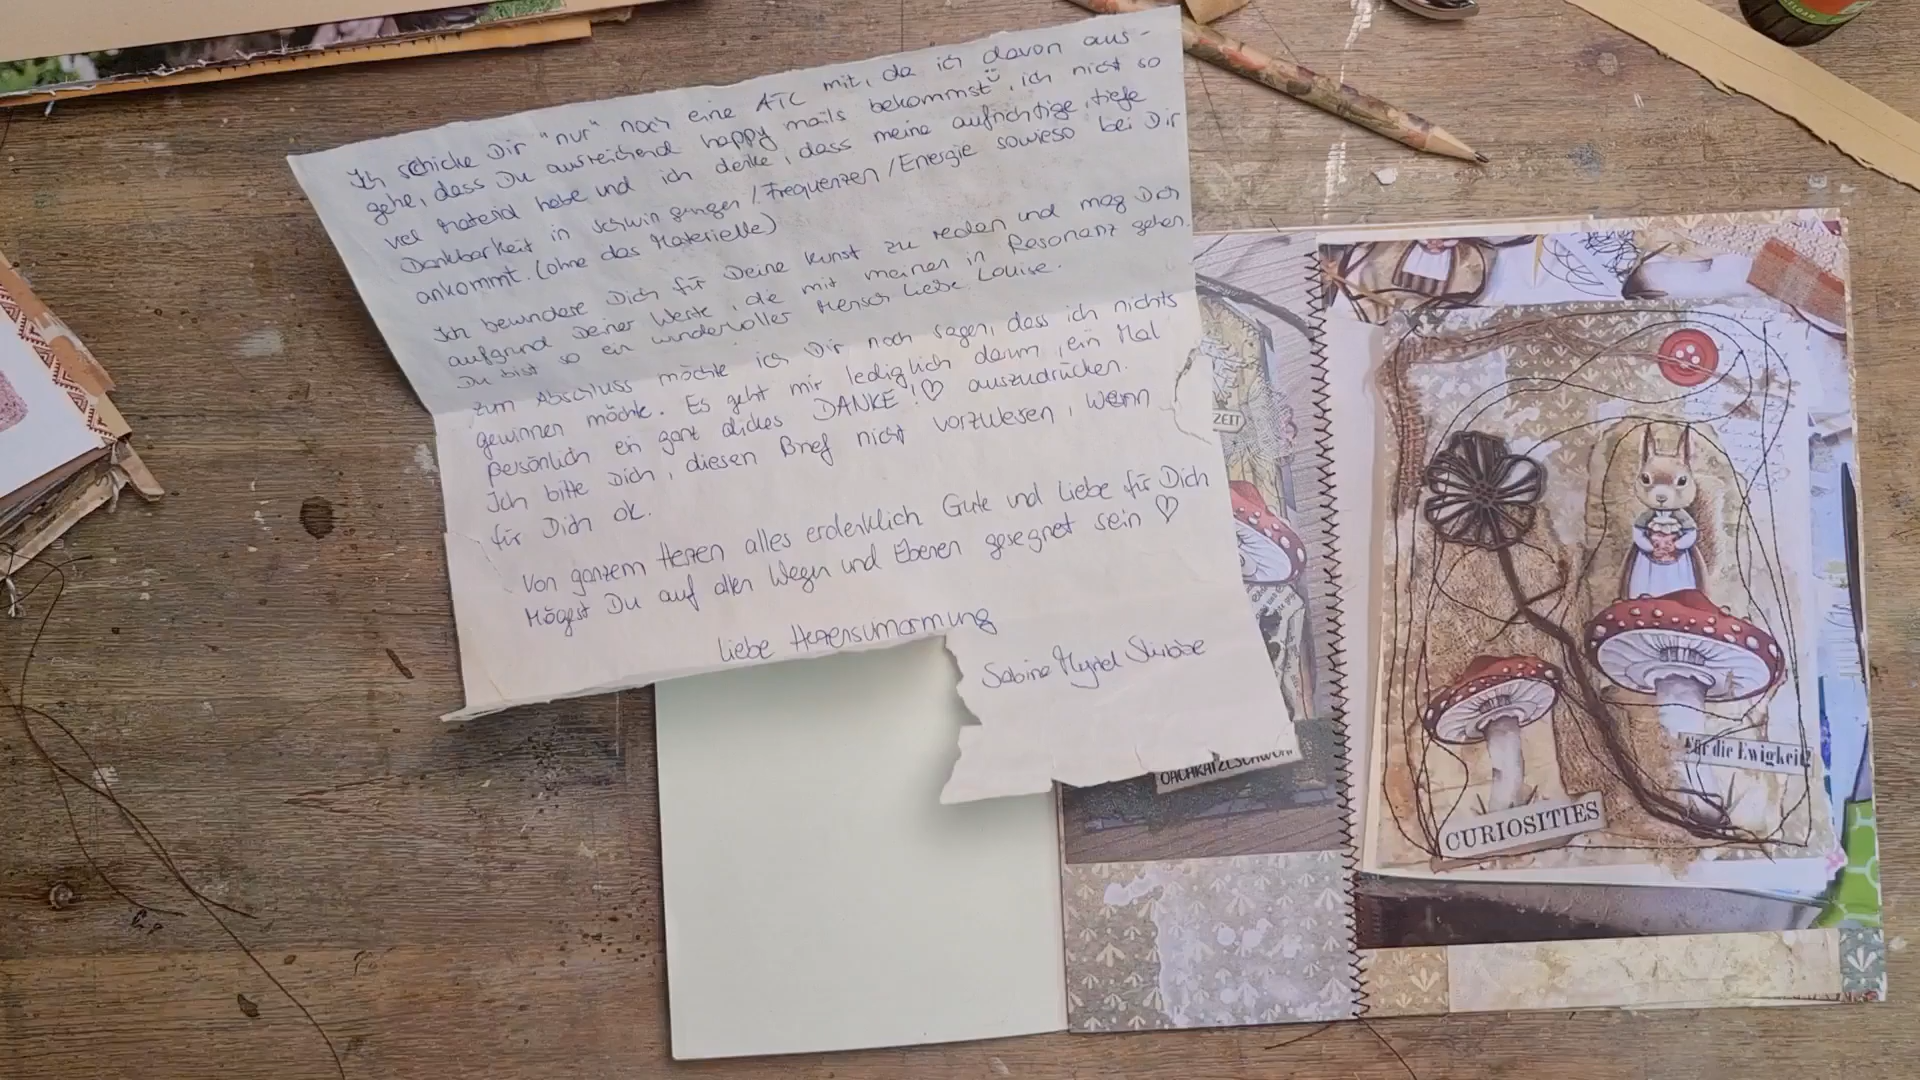 Ich schicke Dir "nur" noch eine ATC mit, da ich davon aus-
gehe, dass Du ausreichend happy mails bekommst, ich nicht so
viel Material habe und ich denke, dass meine aufrichtige, tiefe
Dankbarkeit in Schwingungen / Frequenzen / Energie sowieso bei Dir
ankommt. (ohne das Materielle)
Ich bewundere Dich für Deine Kunst zu reden und mag Dich
aufgrund Deiner Werte, die mit meinen in Resonanz gehen.
Du bist so ein wundervoller Mensch liebe Louise.
Zum Abschluss möchte ich Dir noch sagen, dass ich nichts
gewinnen möchte. Es geht mir lediglich darum, ein Mal
persönlich ein ganz dickes DANKE!♡ auszudrücken.
Ich bitte Dich, diesen Brief nicht vorzulesen, wenn
für Dich ok.
Von ganzem Herzen alles erdenklich Gute und Liebe für Dich
Mögest Du auf allen Wegen und Ebenen gesegnet sein ♡
liebe Herzensumarmung
Sabine
ZEIT
OACHKATZLSCHWOAF
Für die Ewigkeit!
CURIOSITIES